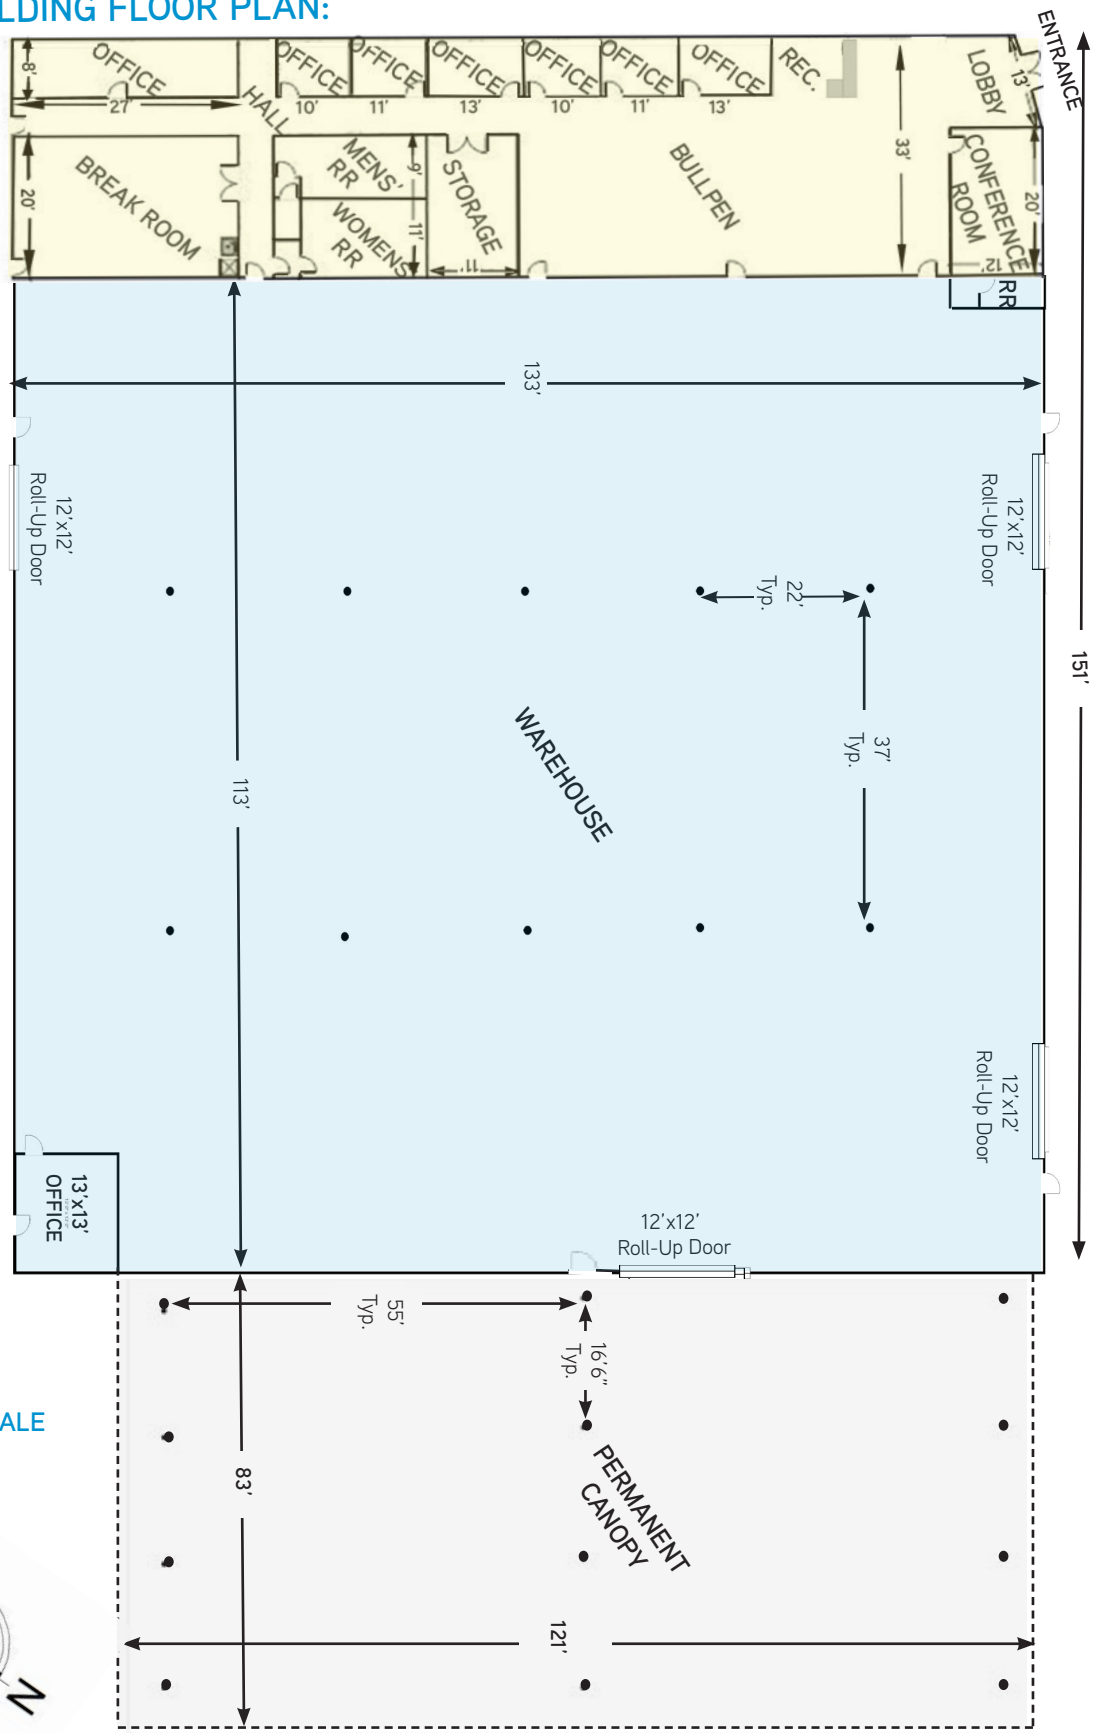 LDING FLOOR PLAN:
ENTRANCE
8'
OFFICE
27'
HALL
OFFICE
10'
OFFICE
11'
OFFICE
13'
OFFICE
10'
OFFICE
11'
OFFICE
13'
REC.
LOBBY
13'
33'
20'
BREAK ROOM
MENS'
RR
9'
WOMENS
RR
11'
STORAGE
11'
BULLPEN
CONFERENCE
ROOM
20'
12'
RR
133'
12'x12'
Roll-Up Door
12'x12'
Roll-Up Door
22'
Typ.
151'
37'
Typ.
WAREHOUSE
113'
12'x12'
Roll-Up Door
13'x13'
OFFICE
12'x12'
Roll-Up Door
55'
Typ.
16'6"
Typ.
ALE
83'
PERMANENT
CANOPY
121'
N